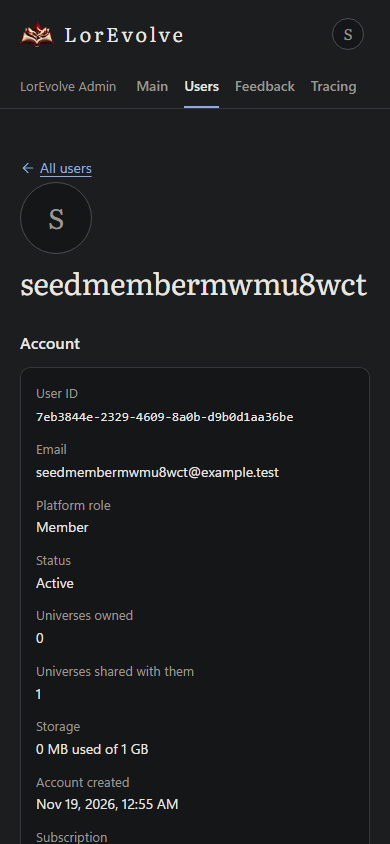 LorEvolve
S
LorEvolve Admin Main Users Feedback Tracing
← All users
S
seedmembermwmu8wct
Account
User ID
7eb3844e-2329-4609-8a0b-d9b0d1aa36be
Email
seedmembermwmu8wct@example.test
Platform role
Member
Status
Active
Universes owned
0
Universes shared with them
1
Storage
0 MB used of 1 GB
Account created
Nov 19, 2026, 12:55 AM
Subscription